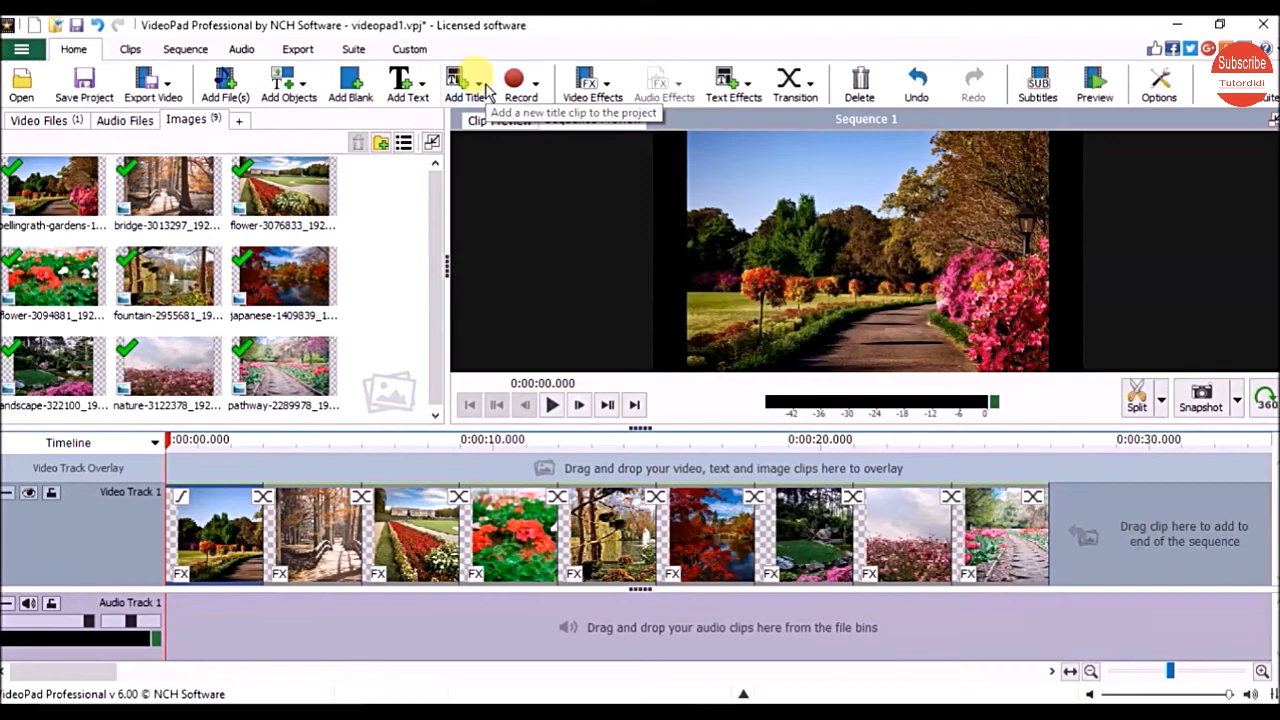 VideoPad Professional by NCH Software - videopad1.vpj* - Licensed software
Home Clips Sequence Audio Export Suite Custom
Subscribe
Tutordidi
Open Save Project Export Video Add File(s) Add Objects Add Blank Add Text Add Title Record Video Effects Audio Effects Text Effects Transition Delete Undo Redo Subtitles Preview Options
Add a new title clip to the project
Video Files (1) Audio Files Images (9) +
Sequence 1
pellingrath-gardens-1... bridge-3013297_192... flower-3076833_192...
flower-3094881_192... fountain-2955681_19... japanese-1409839_1...
andscape-322100_19... nature-3122378_192... pathway-2289978_19...
0:00:00.000
-42 -36 -30 -24 -18 -12 -6 0
Split Snapshot 360
Timeline :00:00.000 0:00:10.000 0:00:20.000 0:00:30.000
Video Track Overlay Drag and drop your video, text and image clips here to overlay
Video Track 1
Drag clip here to add to
end of the sequence
FX FX FX FX FX FX FX FX FX
Audio Track 1
Drag and drop your audio clips here from the file bins
VideoPad Professional v 6.00 © NCH Software